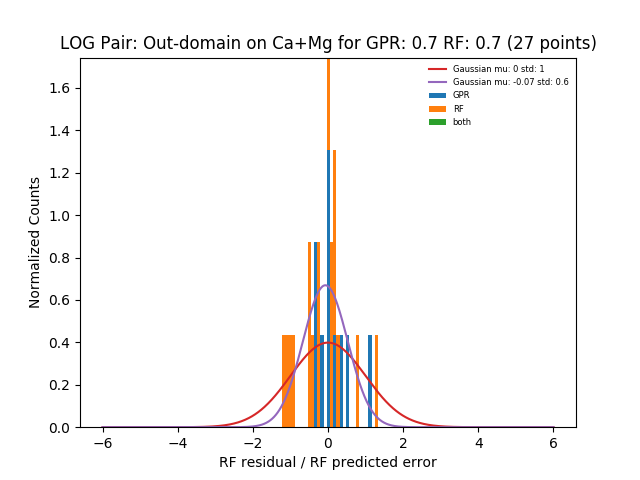 LOG Pair: Out-domain on Ca+Mg for GPR: 0.7 RF: 0.7 (27 points)
Gaussian mu: 0 std: 1
Gaussian mu: -0.07 std: 0.6
GPR
RF
both
Normalized Counts
1.6
1.4
1.2
1.0
0.8
0.6
0.4
0.2
0.0
−6 −4 −2 0 2 4 6
RF residual / RF predicted error